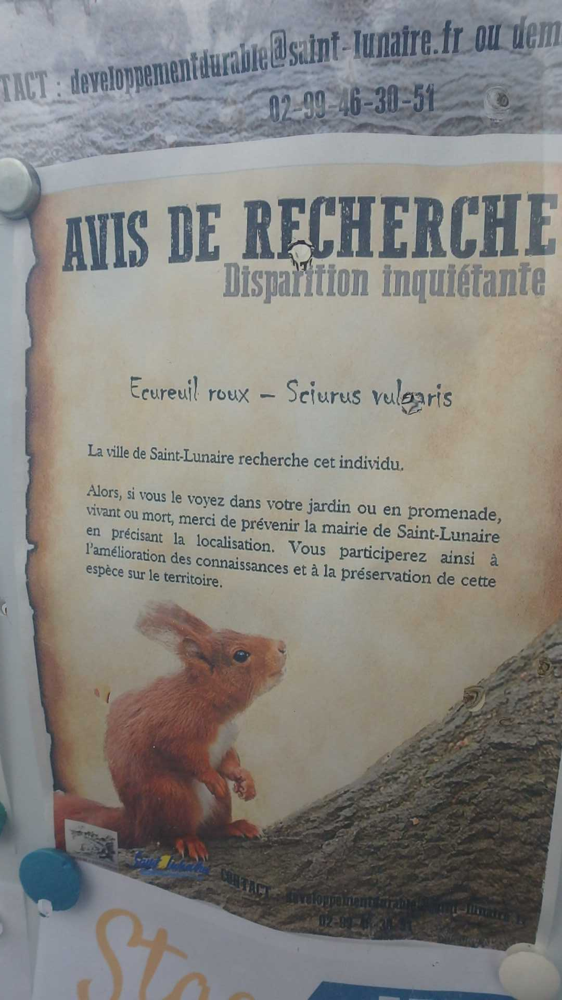 TACT : developpementdurable@saint-lunaire.fr ou dem
02-99-46-30-51
AVIS DE RECHERCHE
Disparition inquiétante
Ecureuil roux – Sciurus vulgaris
La ville de Saint-Lunaire recherche cet individu.
Alors, si vous le voyez dans votre jardin ou en promenade,
vivant ou mort, merci de prévenir la mairie de Saint-Lunaire
en précisant la localisation. Vous participerez ainsi à
l'amélioration des connaissances et à la préservation de cette
espèce sur le territoire.
Saint Lunaire
CONTACT : developpementdurable@saint-lunaire.fr
02-99-46-30-51
Sta